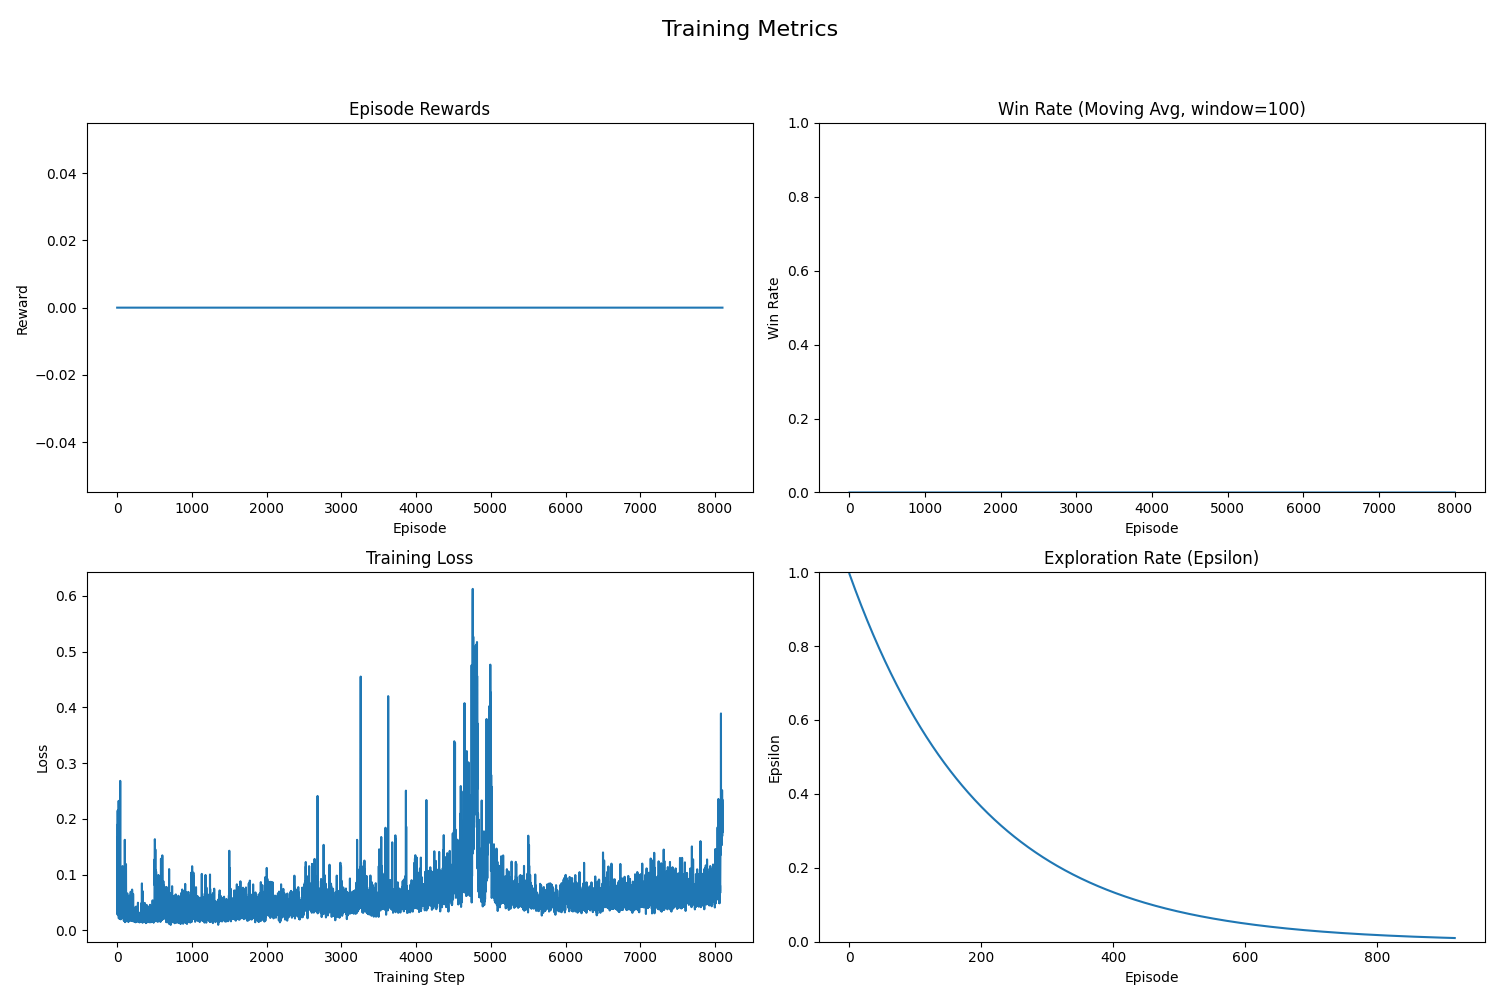 Training Metrics
Episode Rewards
0.04
0.02
0.00
−0.02
−0.04
Reward
0 1000 2000 3000 4000 5000 6000 7000 8000
Episode
Win Rate (Moving Avg, window=100)
1.0
0.8
0.6
0.4
0.2
0.0
Win Rate
0 1000 2000 3000 4000 5000 6000 7000 8000
Episode
Training Loss
0.6
0.5
0.4
0.3
0.2
0.1
0.0
Loss
0 1000 2000 3000 4000 5000 6000 7000 8000
Training Step
Exploration Rate (Epsilon)
1.0
0.8
0.6
0.4
0.2
0.0
Epsilon
0 200 400 600 800
Episode